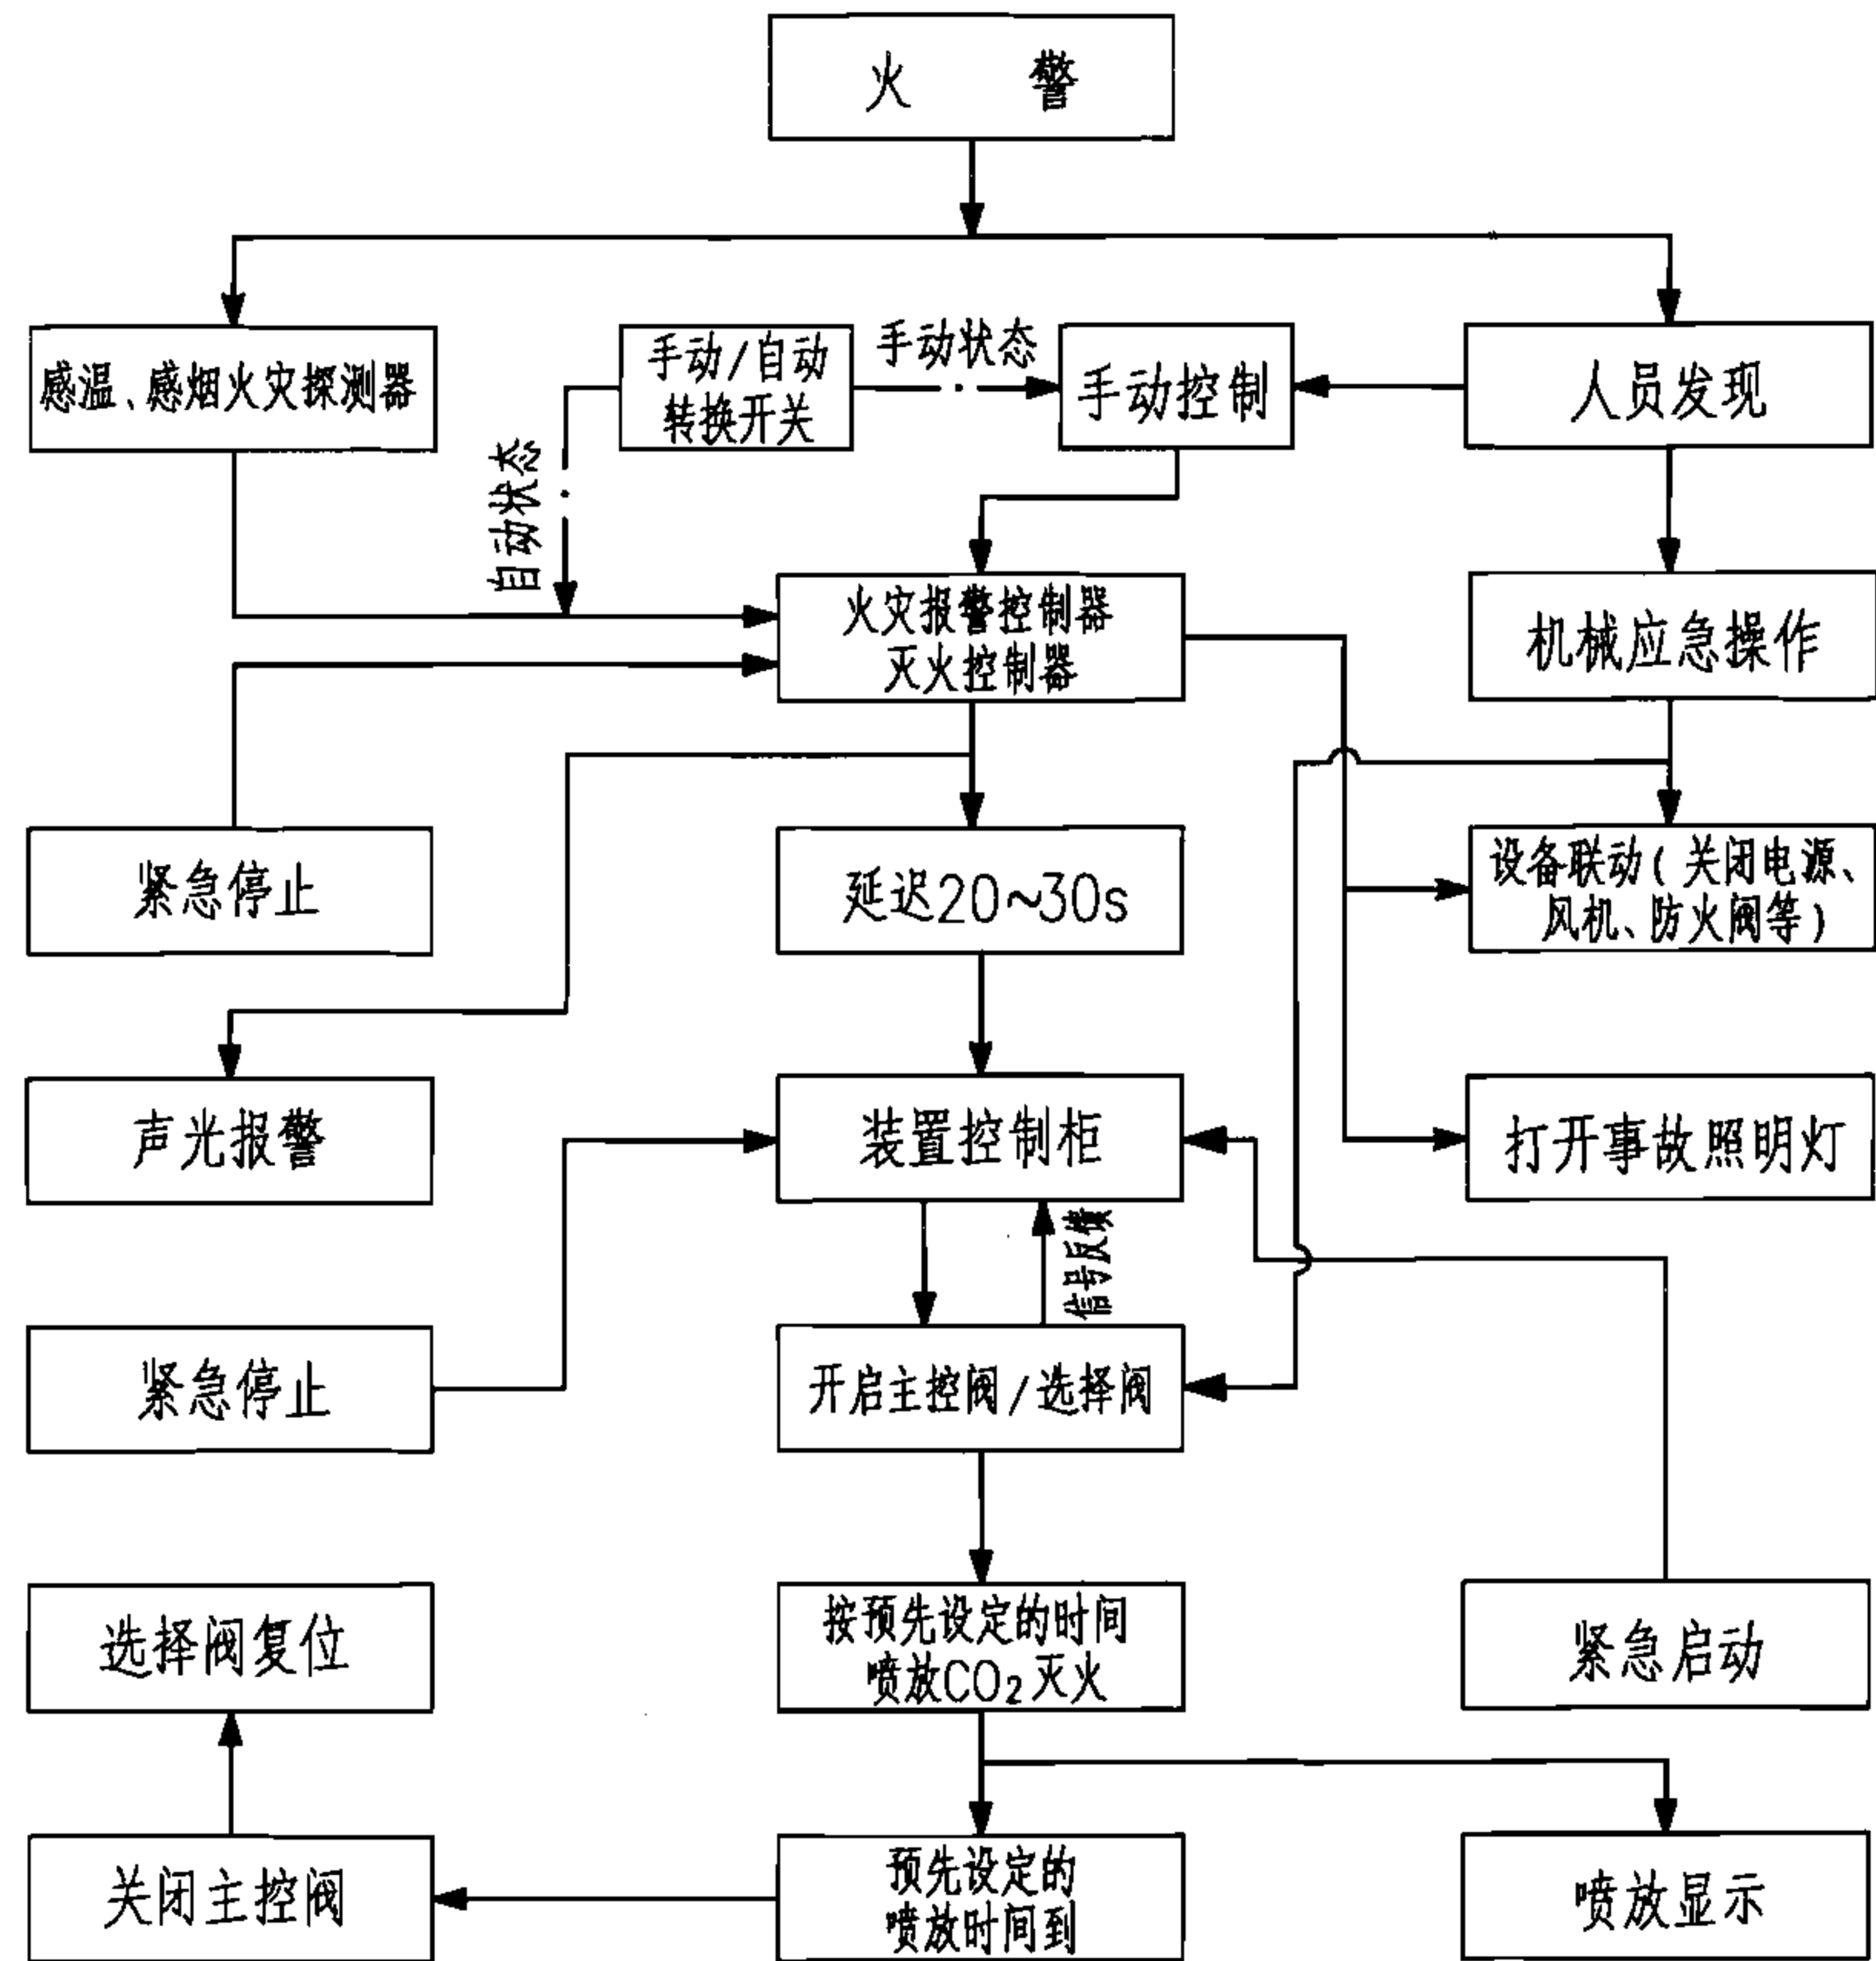 火 警
感温、感烟火灾探测器
手动/自动
转换开关
手动状态
手动控制
人员发现
自动状态
火灾报警控制器
灭火控制器
机械应急操作
紧急停止
延迟20~30s
设备联动(关闭电源、
风机、防火阀等)
声光报警
装置控制柜
打开事故照明灯
信号反馈
紧急停止
开启主控阀/选择阀
选择阀复位
按预先设定的时间
喷放CO₂灭火
紧急启动
关闭主控阀
预先设定的
喷放时间到
喷放显示